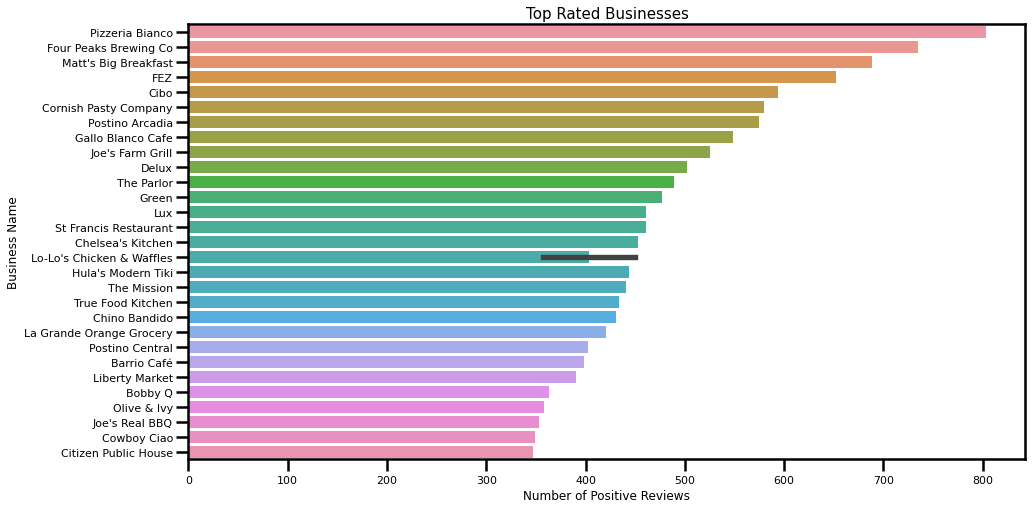 Top Rated Businesses
Business Name
Pizzeria Bianco
Four Peaks Brewing Co
Matt's Big Breakfast
FEZ
Cibo
Cornish Pasty Company
Postino Arcadia
Gallo Blanco Cafe
Joe's Farm Grill
Delux
The Parlor
Green
Lux
St Francis Restaurant
Chelsea's Kitchen
Lo-Lo's Chicken & Waffles
Hula's Modern Tiki
The Mission
True Food Kitchen
Chino Bandido
La Grande Orange Grocery
Postino Central
Barrio Café
Liberty Market
Bobby Q
Olive & Ivy
Joe's Real BBQ
Cowboy Ciao
Citizen Public House
0 100 200 300 400 500 600 700 800
Number of Positive Reviews